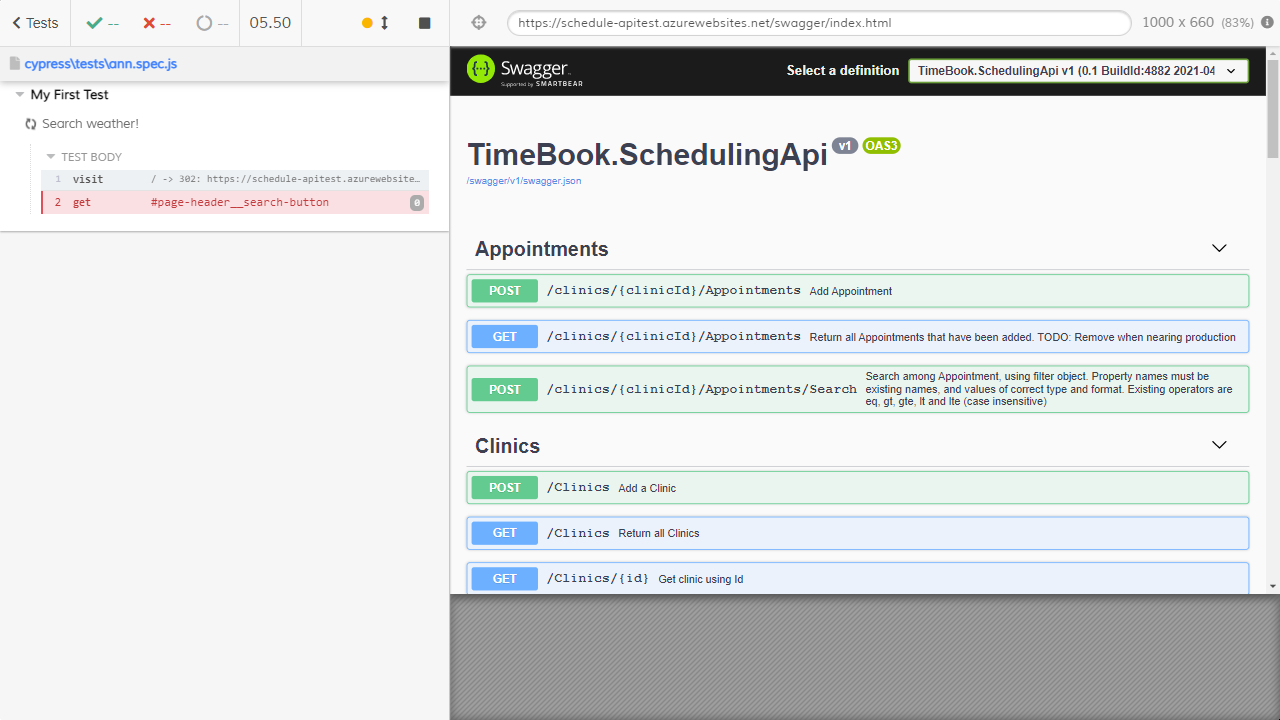 Tests -- -- -- 05.50 https://schedule-apitest.azurewebsites.net/swagger/index.html 1000 x 660 (83%)
cypress\tests\ann.spec.js
My First Test
Search weather!
TEST BODY
1 visit / -> 302: https://schedule-apitest.azurewebsite...
2 get #page-header__search-button 0
Swagger
Supported by SMARTBEAR
Select a definition TimeBook.SchedulingApi v1 (0.1 BuildId:4882 2021-04
TimeBook.SchedulingApi v1 OAS3
/swagger/v1/swagger.json
Appointments
POST /clinics/{clinicId}/Appointments Add Appointment
GET /clinics/{clinicId}/Appointments Return all Appointments that have been added. TODO: Remove when nearing production
POST /clinics/{clinicId}/Appointments/Search Search among Appointment, using filter object. Property names must be
existing names, and values of correct type and format. Existing operators are
eq, gt, gte, lt and lte (case insensitive)
Clinics
POST /Clinics Add a Clinic
GET /Clinics Return all Clinics
GET /Clinics/{id} Get clinic using Id